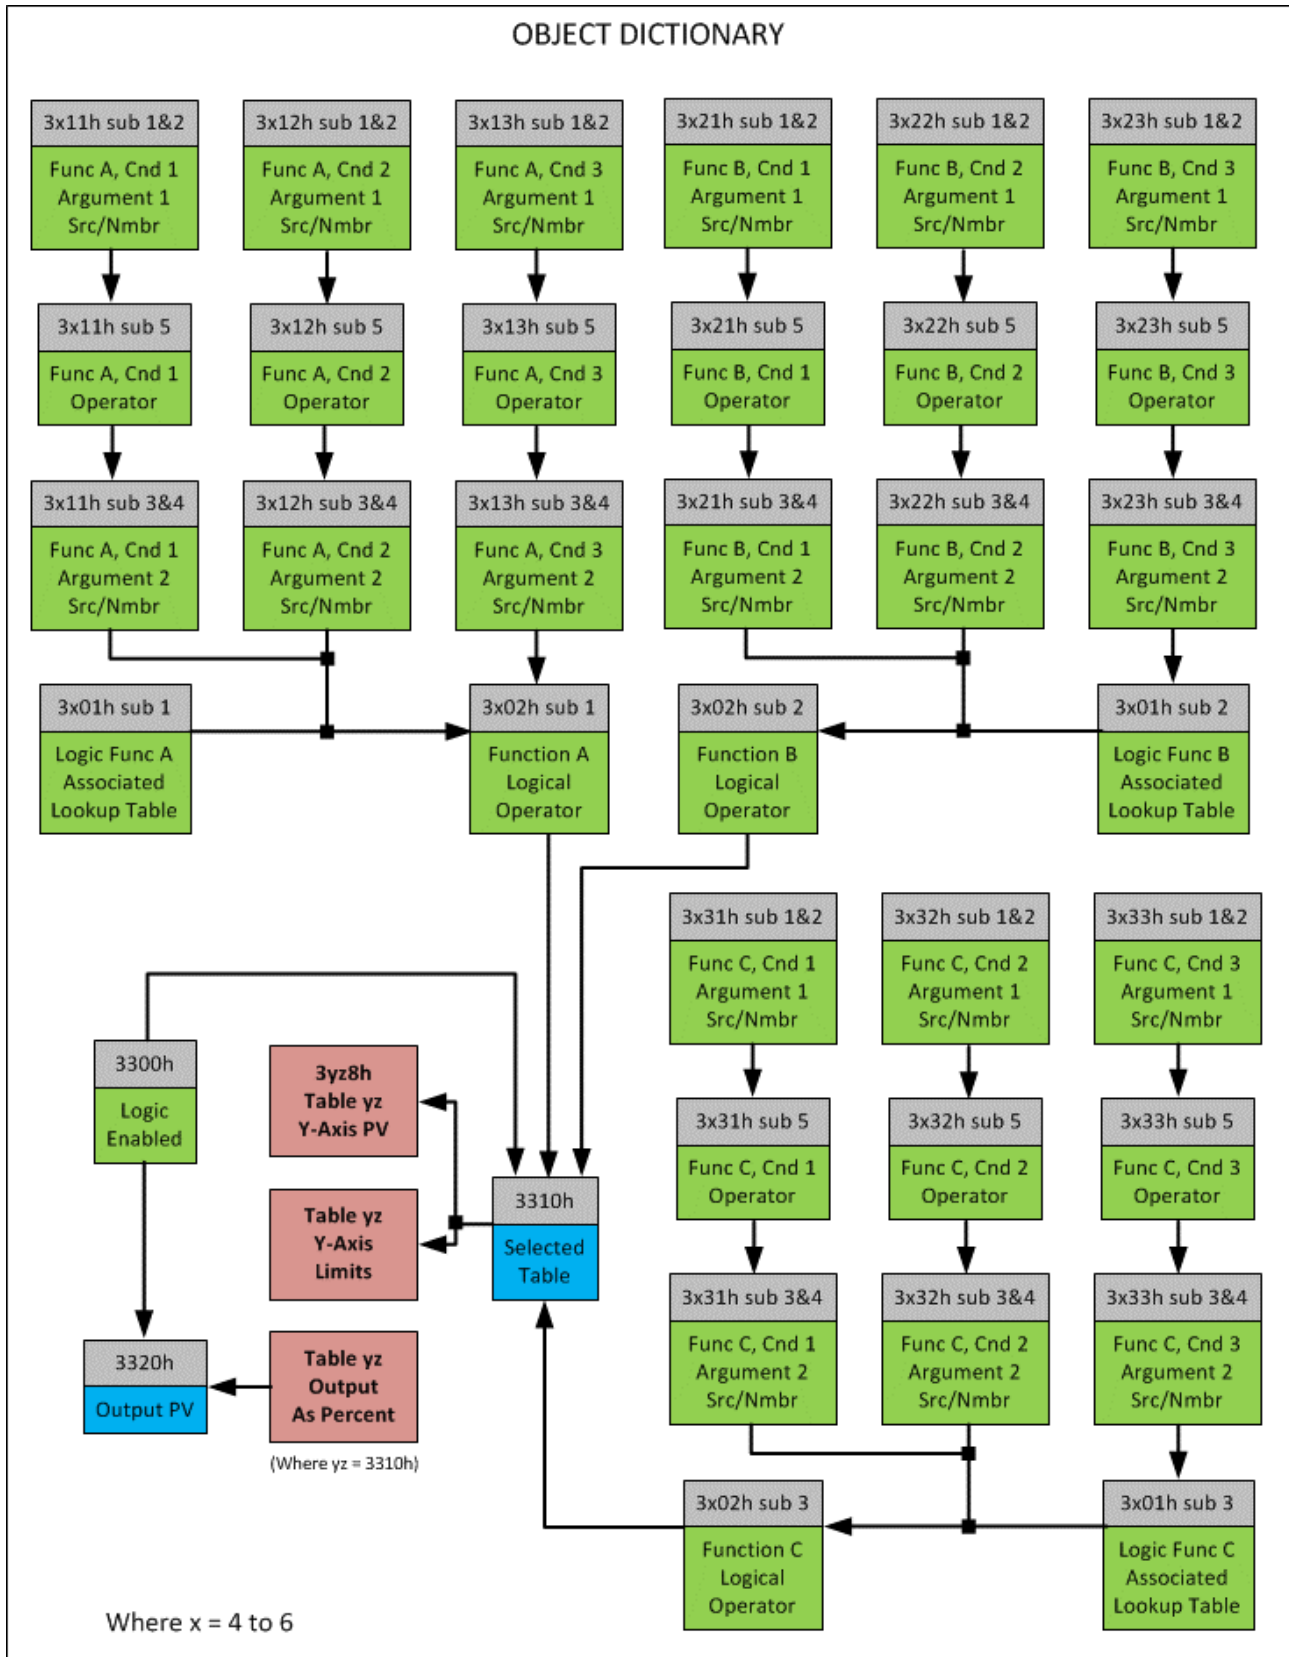 OBJECT DICTIONARY
3x11h sub 1&2
Func A, Cnd 1
Argument 1
Src/Nmbr
3x12h sub 1&2
Func A, Cnd 2
Argument 1
Src/Nmbr
3x13h sub 1&2
Func A, Cnd 3
Argument 1
Src/Nmbr
3x21h sub 1&2
Func B, Cnd 1
Argument 1
Src/Nmbr
3x22h sub 1&2
Func B, Cnd 2
Argument 1
Src/Nmbr
3x23h sub 1&2
Func B, Cnd 3
Argument 1
Src/Nmbr
3x11h sub 5
Func A, Cnd 1
Operator
3x12h sub 5
Func A, Cnd 2
Operator
3x13h sub 5
Func A, Cnd 3
Operator
3x21h sub 5
Func B, Cnd 1
Operator
3x22h sub 5
Func B, Cnd 2
Operator
3x23h sub 5
Func B, Cnd 3
Operator
3x11h sub 3&4
Func A, Cnd 1
Argument 2
Src/Nmbr
3x12h sub 3&4
Func A, Cnd 2
Argument 2
Src/Nmbr
3x13h sub 3&4
Func A, Cnd 3
Argument 2
Src/Nmbr
3x21h sub 3&4
Func B, Cnd 1
Argument 2
Src/Nmbr
3x22h sub 3&4
Func B, Cnd 2
Argument 2
Src/Nmbr
3x23h sub 3&4
Func B, Cnd 3
Argument 2
Src/Nmbr
3x01h sub 1
Logic Func A
Associated
Lookup Table
3x02h sub 1
Function A
Logical
Operator
3x02h sub 2
Function B
Logical
Operator
3x01h sub 2
Logic Func B
Associated
Lookup Table
3x31h sub 1&2
Func C, Cnd 1
Argument 1
Src/Nmbr
3x32h sub 1&2
Func C, Cnd 2
Argument 1
Src/Nmbr
3x33h sub 1&2
Func C, Cnd 3
Argument 1
Src/Nmbr
3300h
Logic
Enabled
3yz8h
Table yz
Y-Axis PV
3x31h sub 5
Func C, Cnd 1
Operator
3x32h sub 5
Func C, Cnd 2
Operator
3x33h sub 5
Func C, Cnd 3
Operator
Table yz
Y-Axis
Limits
3310h
Selected
Table
3x31h sub 3&4
Func C, Cnd 1
Argument 2
Src/Nmbr
3x32h sub 3&4
Func C, Cnd 2
Argument 2
Src/Nmbr
3x33h sub 3&4
Func C, Cnd 3
Argument 2
Src/Nmbr
3320h
Output PV
Table yz
Output
As Percent
(Where yz = 3310h)
3x02h sub 3
Function C
Logical
Operator
3x01h sub 3
Logic Func C
Associated
Lookup Table
Where x = 4 to 6